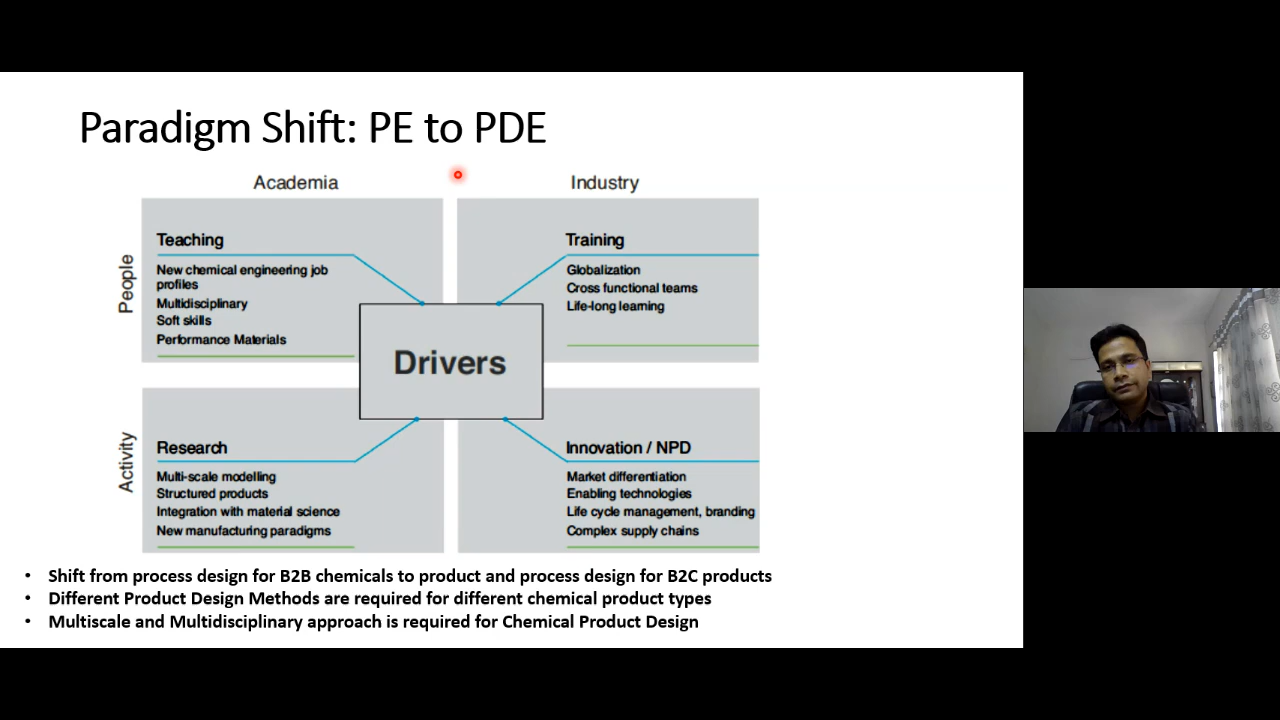 Paradigm Shift: PE to PDE
Academia
Industry
People
Teaching
New chemical engineering job
profiles
Multidisciplinary
Soft skills
Performance Materials
Training
Globalization
Cross functional teams
Life-long learning
Drivers
Activity
Research
Multi-scale modelling
Structured products
Integration with material science
New manufacturing paradigms
Innovation / NPD
Market differentiation
Enabling technologies
Life cycle management, branding
Complex supply chains
• Shift from process design for B2B chemicals to product and process design for B2C products
• Different Product Design Methods are required for different chemical product types
• Multiscale and Multidisciplinary approach is required for Chemical Product Design